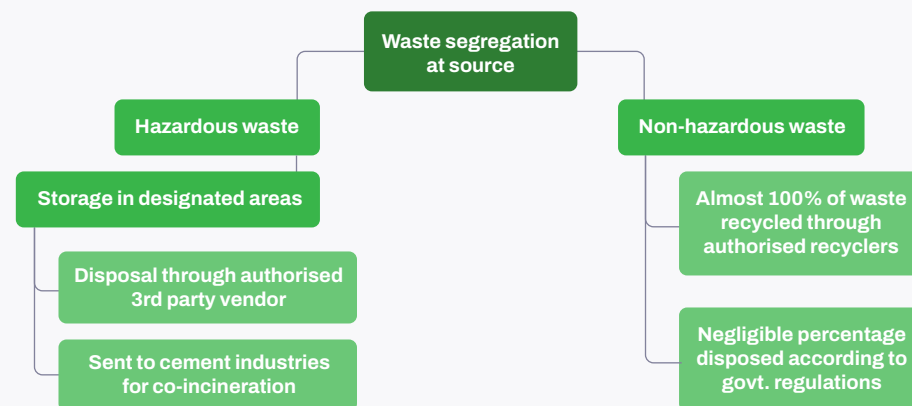 Waste segregation
at source
Hazardous waste
Storage in designated areas
Disposal through authorised
3rd party vendor
Sent to cement industries
for co-incineration
Non-hazardous waste
Almost 100% of waste
recycled through
authorised recyclers
Negligible percentage
disposed according to
govt. regulations